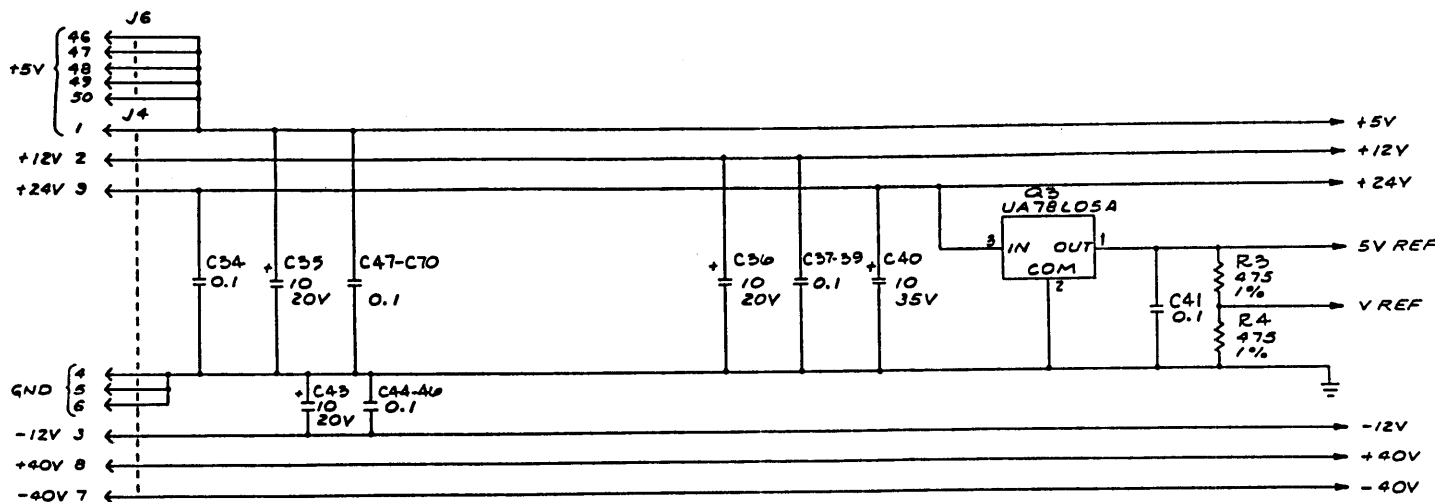 J6
+5V
46
47
48
49
50
J4
1
+12V 2
+24V 9
GND
4
5
6
-12V 3
+40V 8
-40V 7
C34
0.1
+ C35
10
20V
C47-C70
0.1
+ C43
10
20V
C44-46
0.1
+ C36
10
20V
C37-39
0.1
+ C40
10
35V
Q3
UA78L05A
3 IN OUT 1
COM
2
C41
0.1
R3
475
1%
R4
475
1%
+5V
+12V
+24V
5V REF
V REF
-12V
+40V
-40V